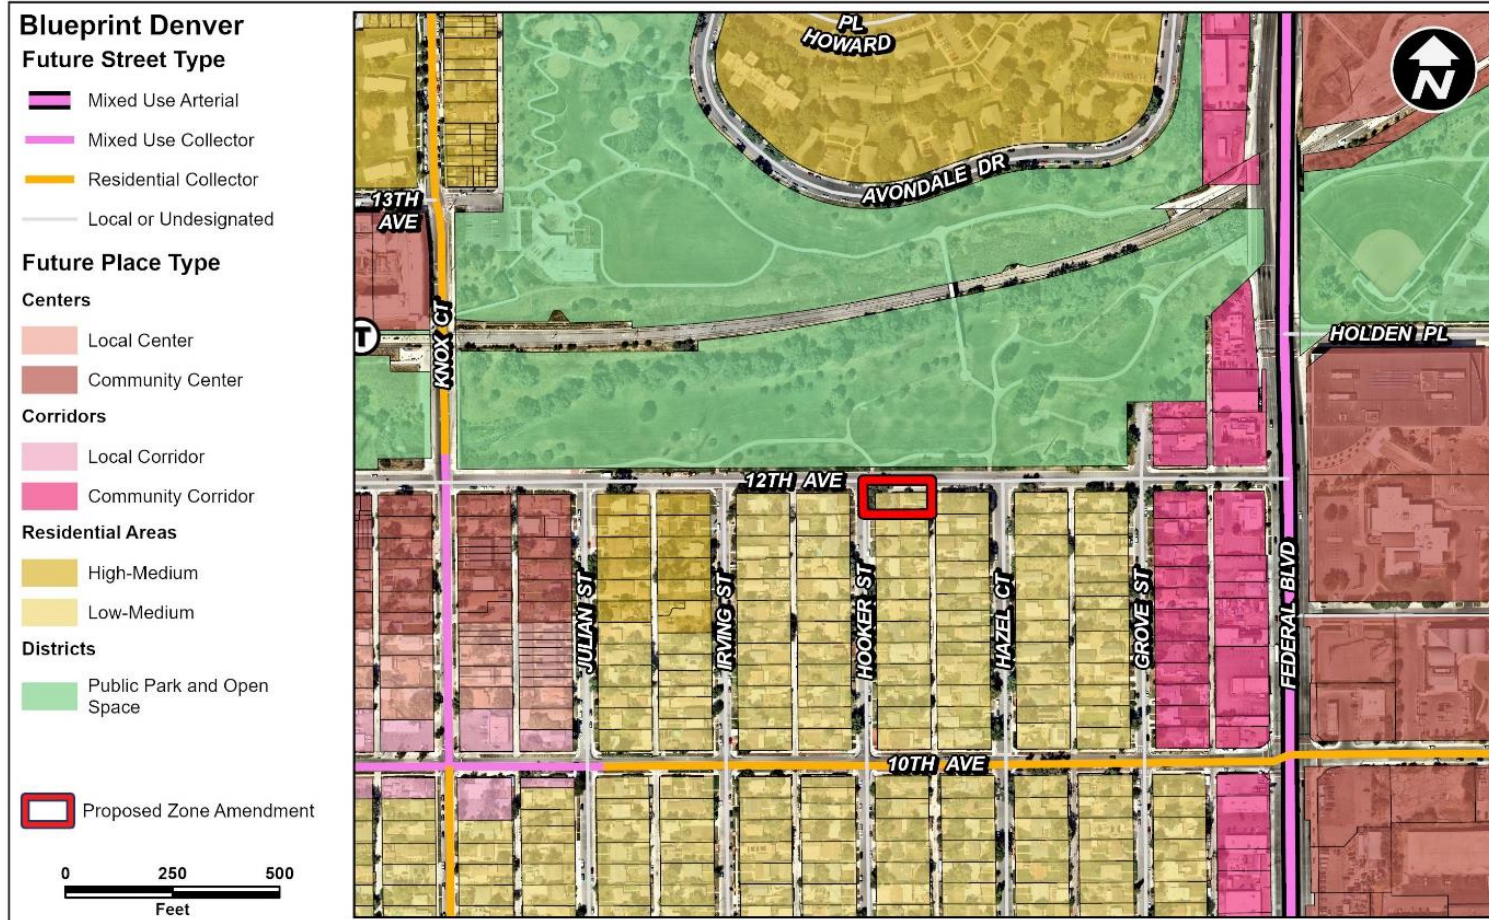 Blueprint Denver
Future Street Type
Mixed Use Arterial
Mixed Use Collector
Residential Collector
Local or Undesignated
Future Place Type
Centers
Local Center
Community Center
Corridors
Local Corridor
Community Corridor
Residential Areas
High-Medium
Low-Medium
Districts
Public Park and Open
Space
Proposed Zone Amendment
0 250 500
Feet
PL
HOWARD
N
AVONDALE DR
13TH
AVE
KNOX CT
T
HOLDEN PL
12TH AVE
JULIAN ST
IRVING ST
HOOKER ST
HAZEL CT
GROVE ST
FEDERAL BLVD
10TH AVE